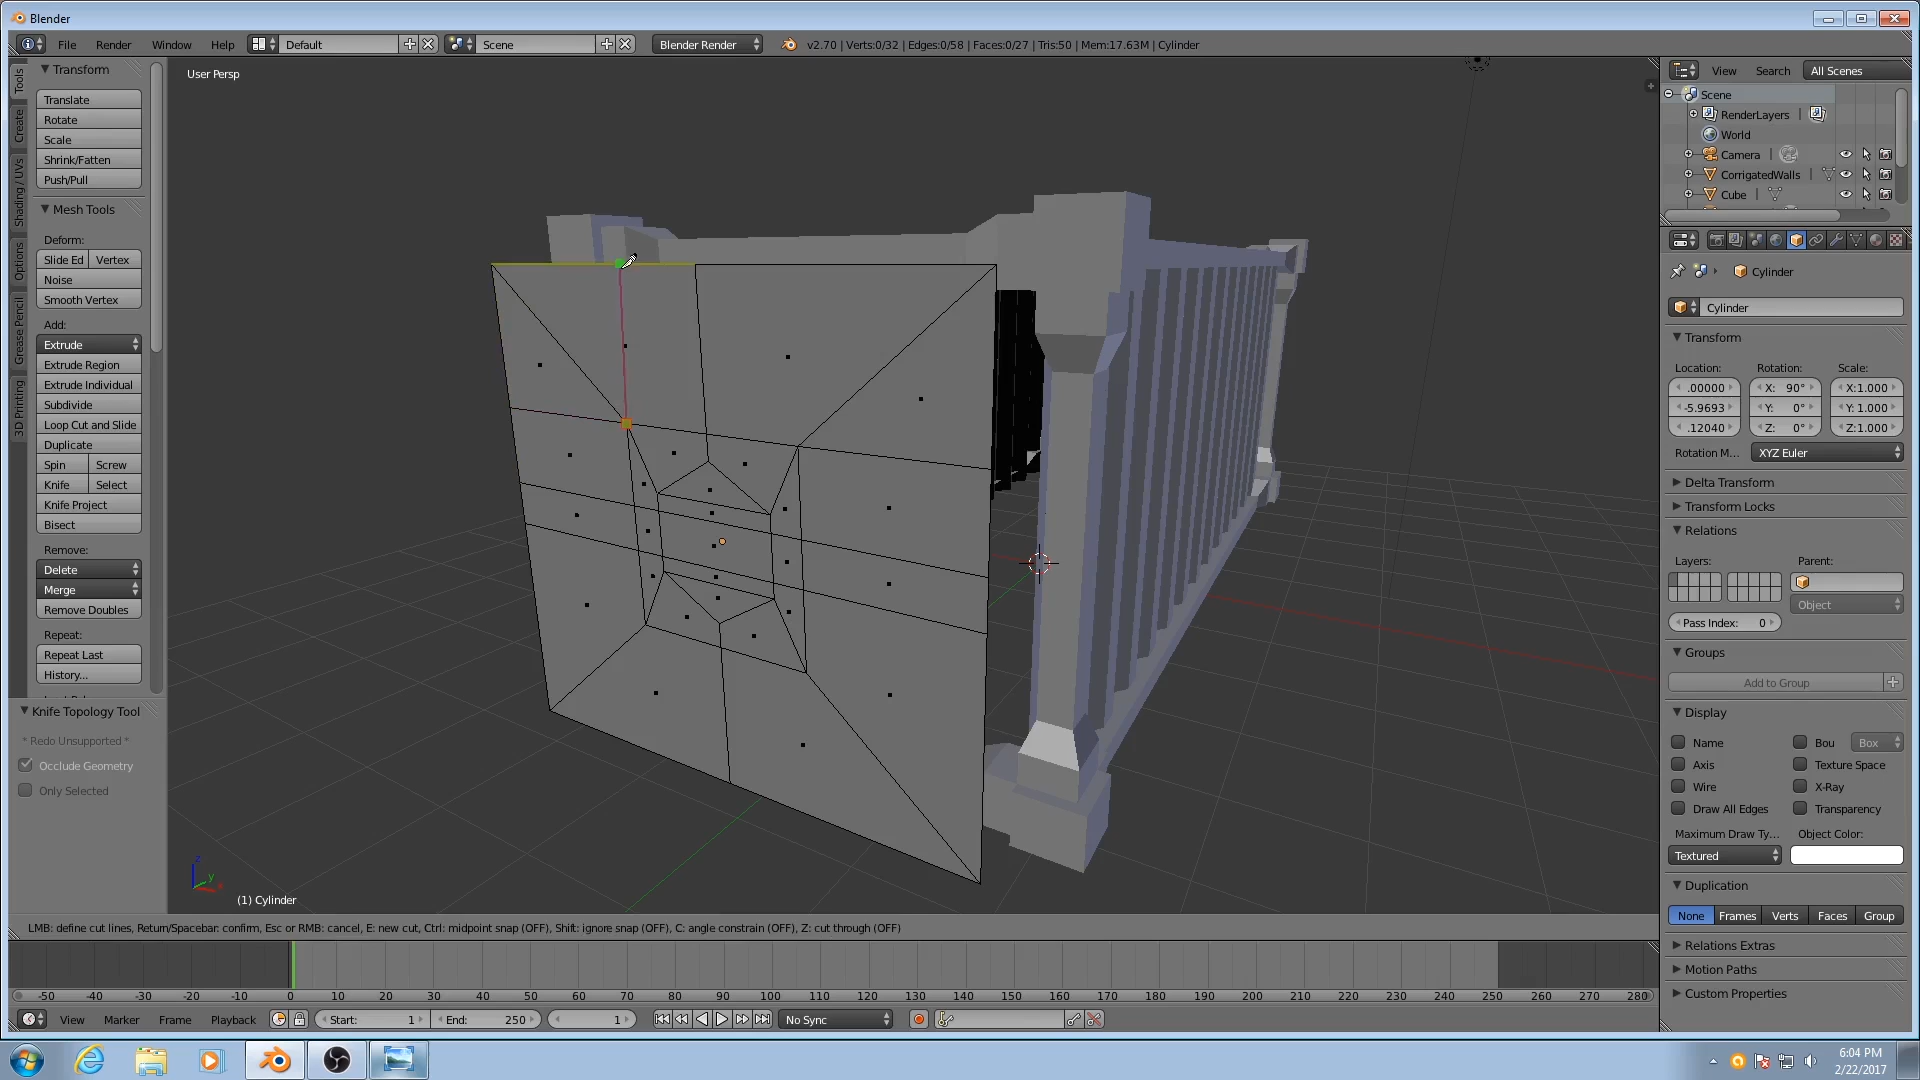 Blender
File Render Window Help Default Scene Blender Render v2.70 | Verts:0/32 | Edges:0/58 | Faces:0/27 | Tris:50 | Mem:17.63M | Cylinder
Tools
Create
Shading / UVs
Options
Grease Pencil
3D Printing
Transform
Translate
Rotate
Scale
Shrink/Fatten
Push/Pull
Mesh Tools
Deform:
Slide Ed Vertex
Noise
Smooth Vertex
Add:
Extrude
Extrude Region
Extrude Individual
Subdivide
Loop Cut and Slide
Duplicate
Spin Screw
Knife Select
Knife Project
Bisect
Remove:
Delete
Merge
Remove Doubles
Repeat:
Repeat Last
History...
Knife Topology Tool
* Redo Unsupported *
Occlude Geometry
Only Selected
User Persp
z
y
(1) Cylinder
LMB: define cut lines, Return/Spacebar: confirm, Esc or RMB: cancel, E: new cut, Ctrl: midpoint snap (OFF), Shift: ignore snap (OFF), C: angle constrain (OFF), Z: cut through (OFF)
-50 -40 -30 -20 -10 0 10 20 30 40 50 60 70 80 90 100 110 120 130 140 150 160 170 180 190 200 210 220 230 240 250 260 270 280
View Marker Frame Playback Start: 1 End: 250 1 No Sync
View Search All Scenes
Scene
RenderLayers
World
Camera
CorrigatedWalls
Cube
Cylinder
Cylinder
Transform
Location: Rotation: Scale:
.00000 X: 90° X:1.000
-5.9693 Y: 0° Y: 1.000
.12040 Z: 0° Z:1.000
Rotation M... XYZ Euler
Delta Transform
Transform Locks
Relations
Layers: Parent:
Object
Pass Index: 0
Groups
Add to Group
Display
Name Bou Box
Axis Texture Space
Wire X-Ray
Draw All Edges Transparency
Maximum Draw Ty... Object Color:
Textured
Duplication
None Frames Verts Faces Group
Relations Extras
Motion Paths
Custom Properties
6:04 PM
2/22/2017